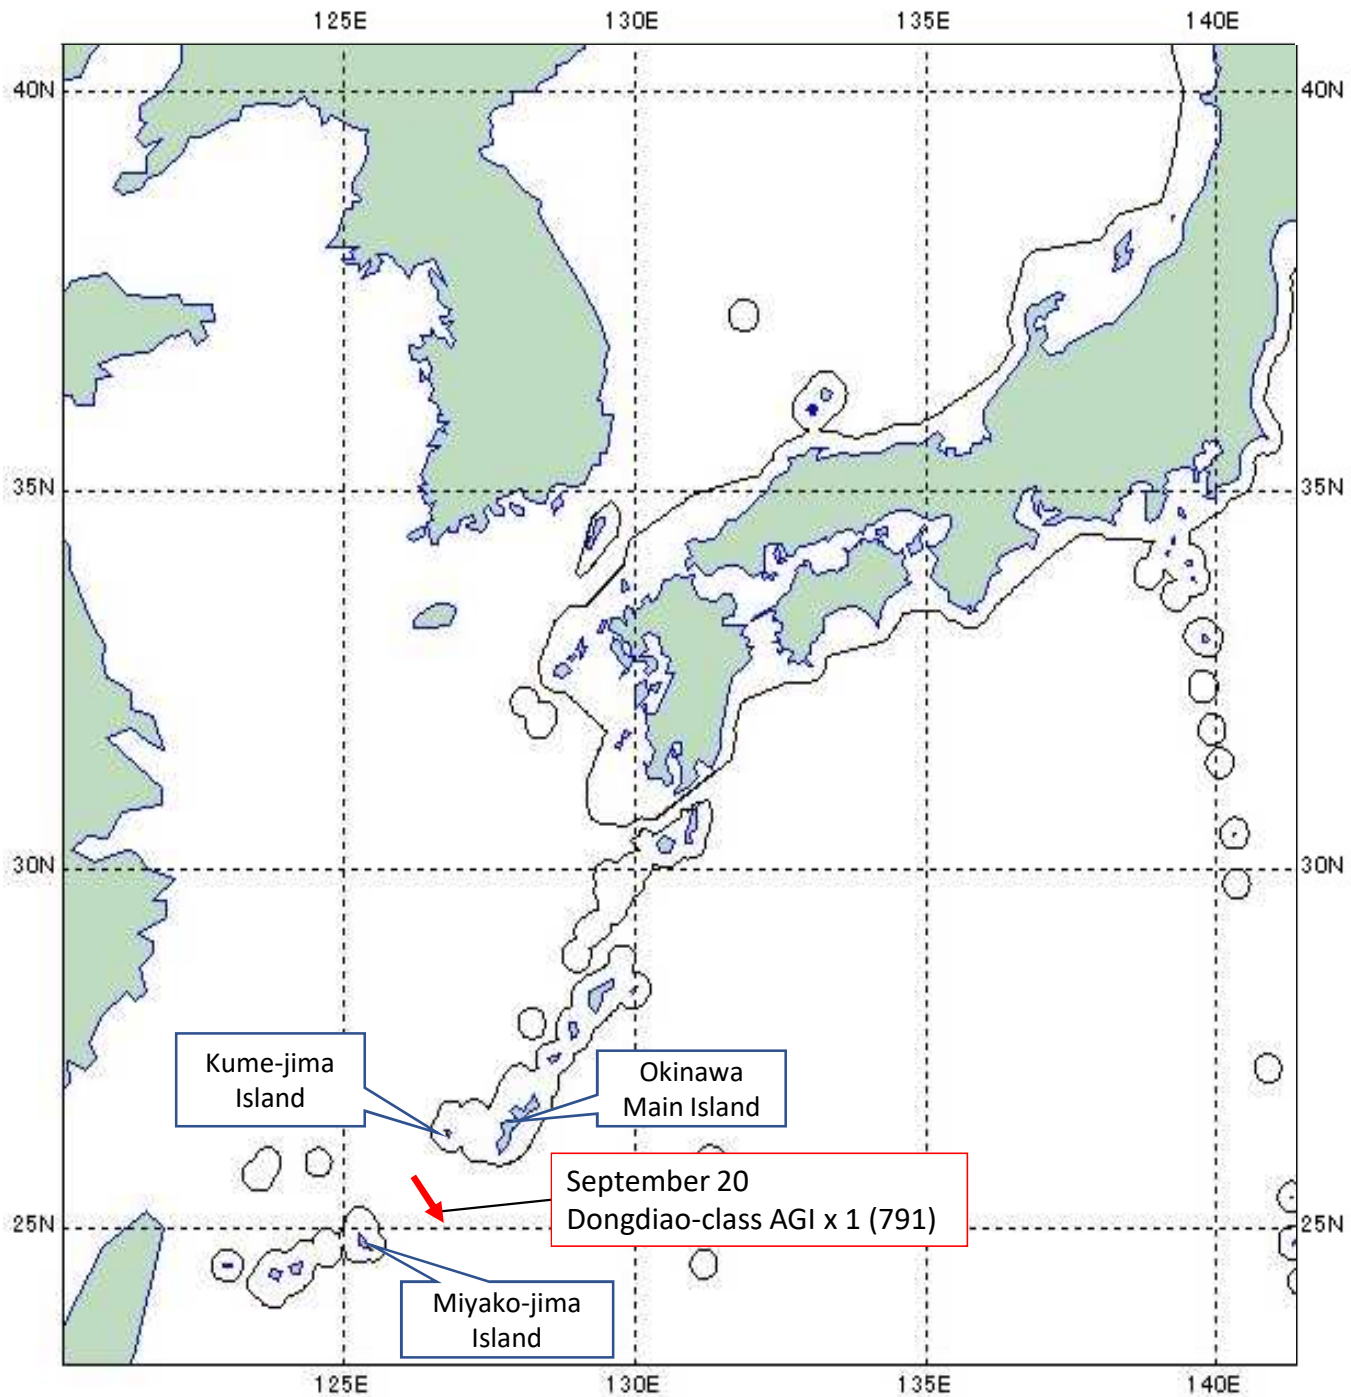 125E 130E 135E 140E
40N 40N
35N 35N
30N 30N
Kume-jima
Island
Okinawa
Main Island
September 20
Dongdiao-class AGI x 1 (791)
25N 25N
Miyako-jima
Island
125E 130E 135E 140E